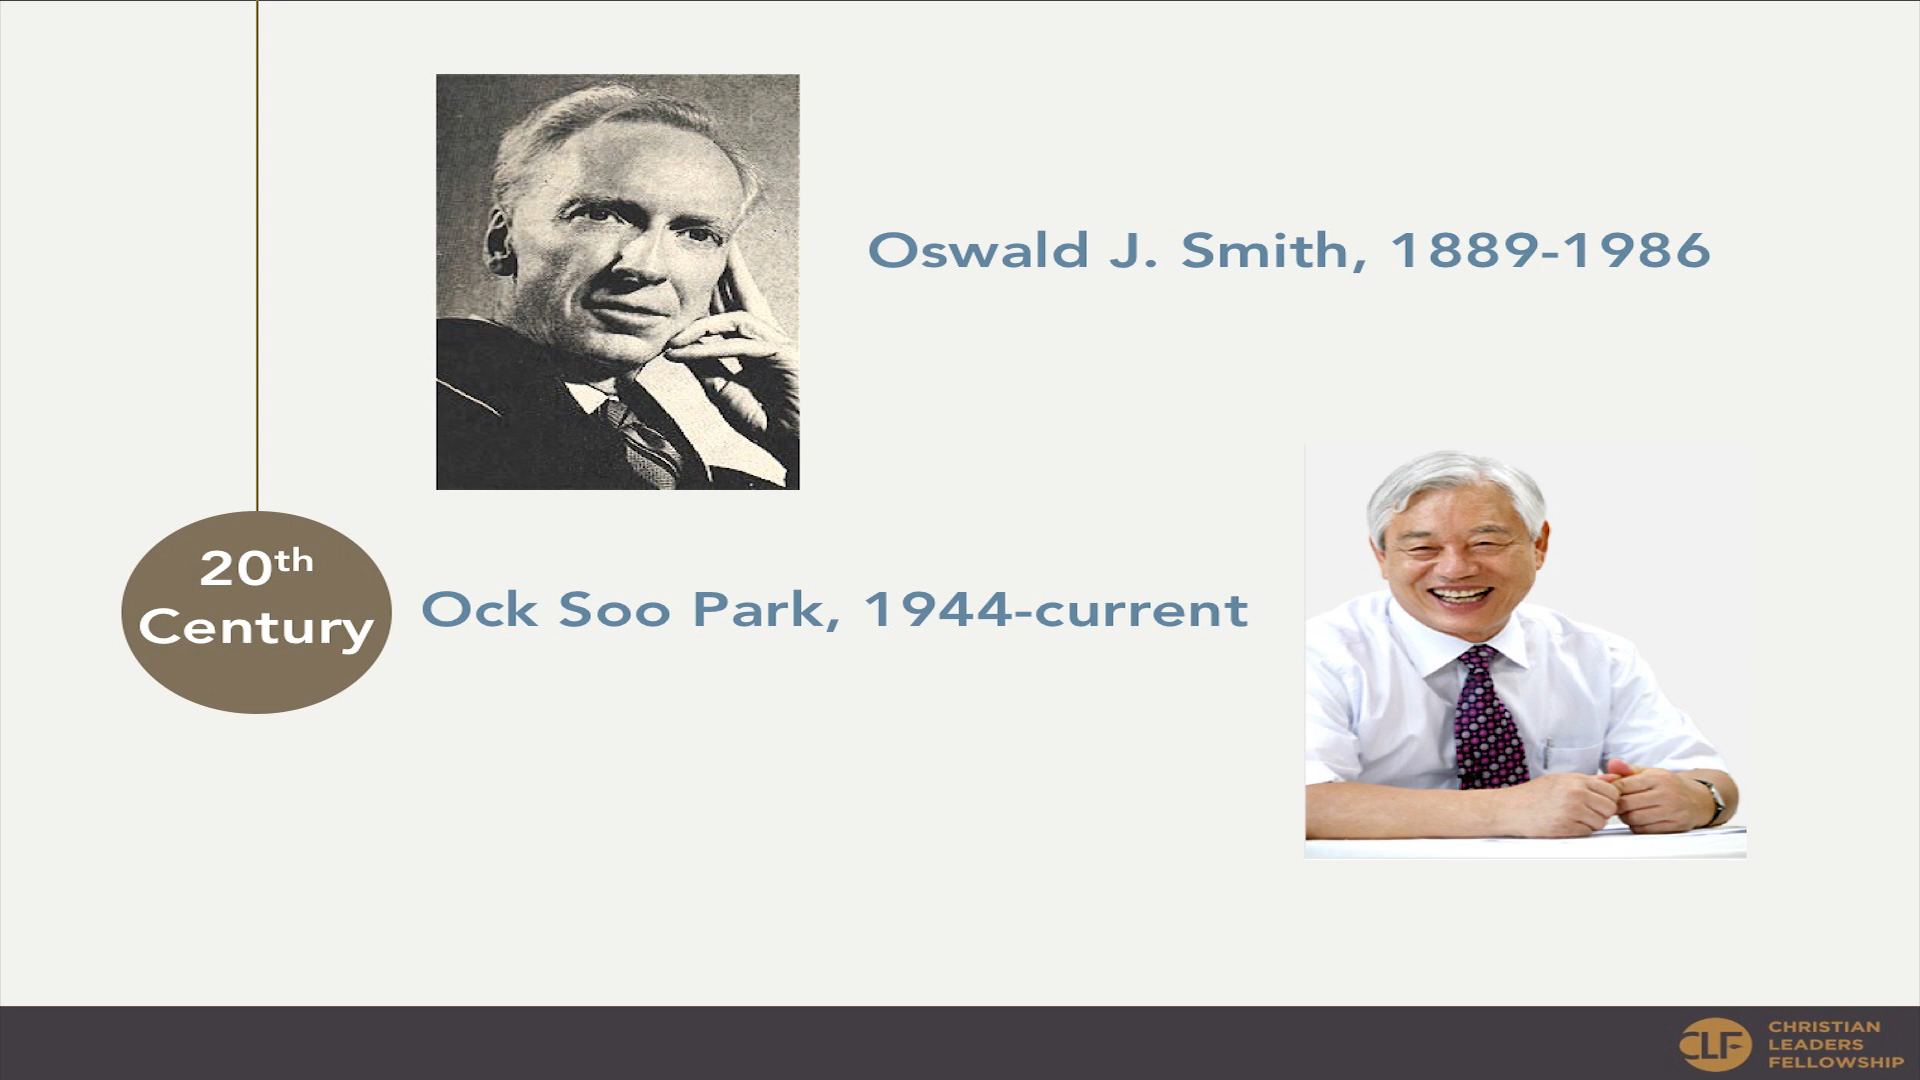 Oswald J. Smith, 1889-1986
20th
Century
Ock Soo Park, 1944-current
CLF
CHRISTIAN
LEADERS
FELLOWSHIP